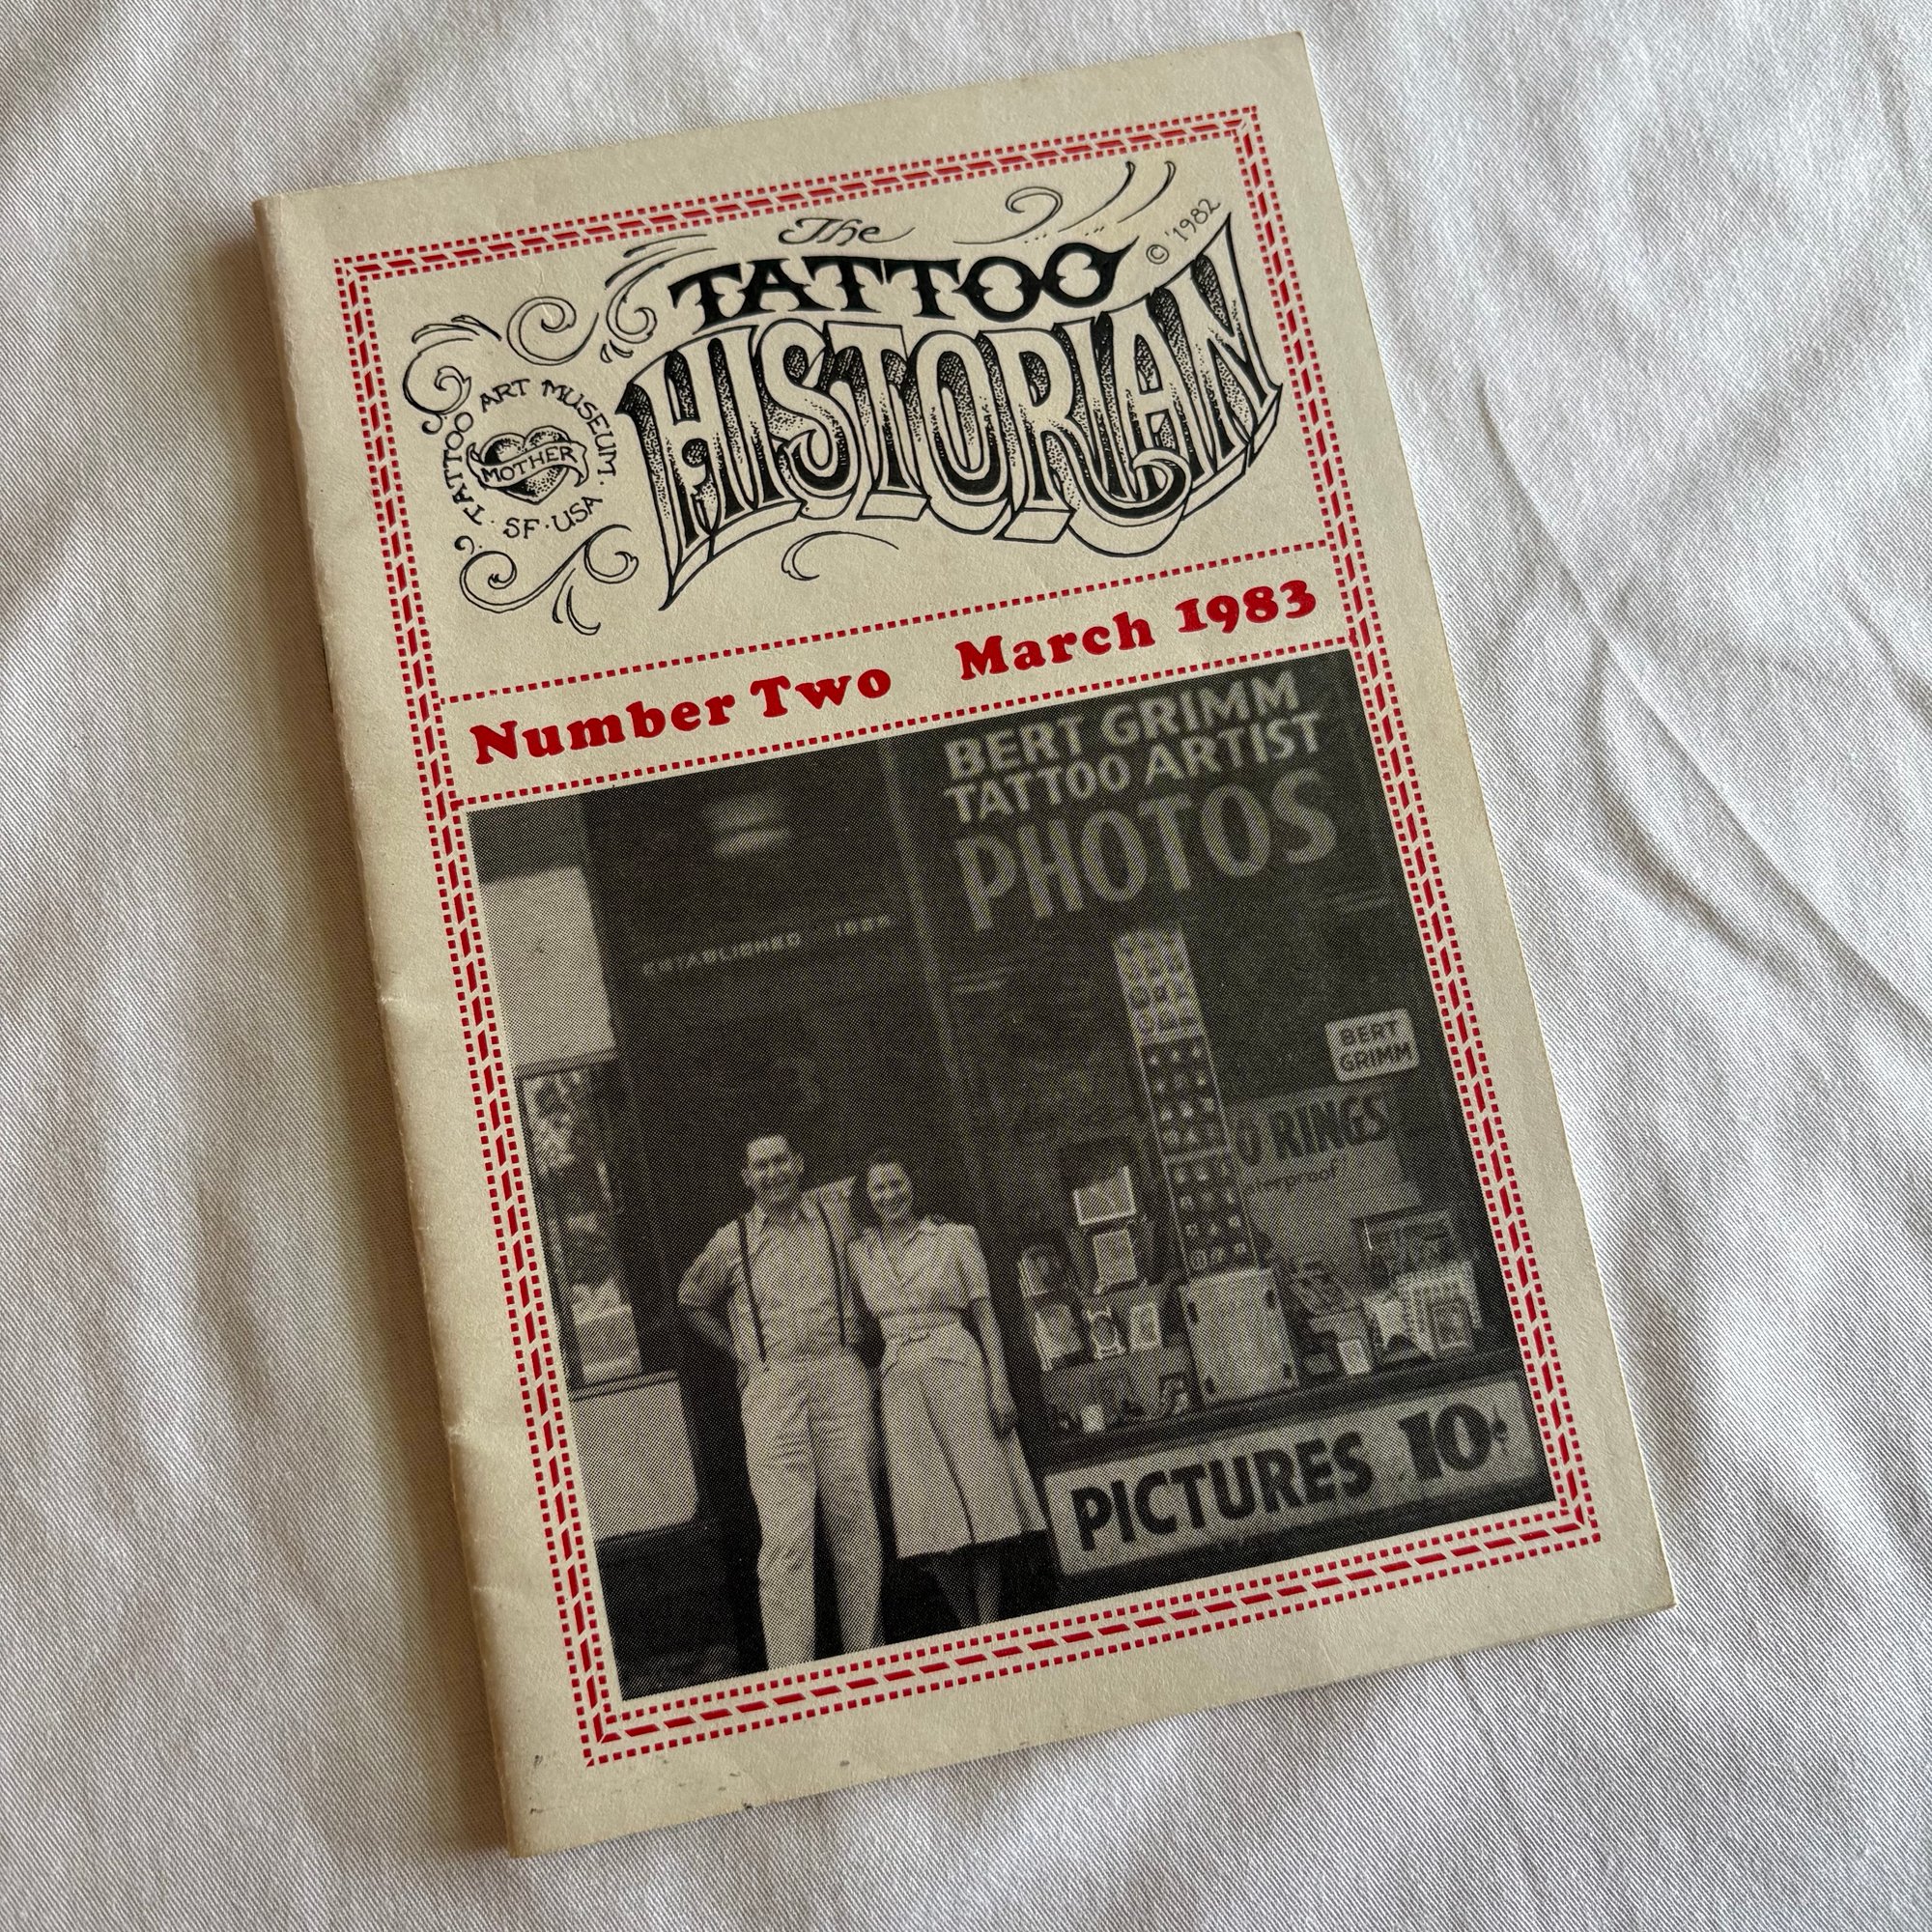 The
TATTOO
HISTORIAN
© '1982
TATTOO ART MUSEUM
MOTHER
· SF · USA ·
Number Two March 1983
BERT GRIMM
TATTOO ARTIST
PHOTOS
ESTABLISHED
BERT
GRIMM
RINGS
PICTURES 10¢